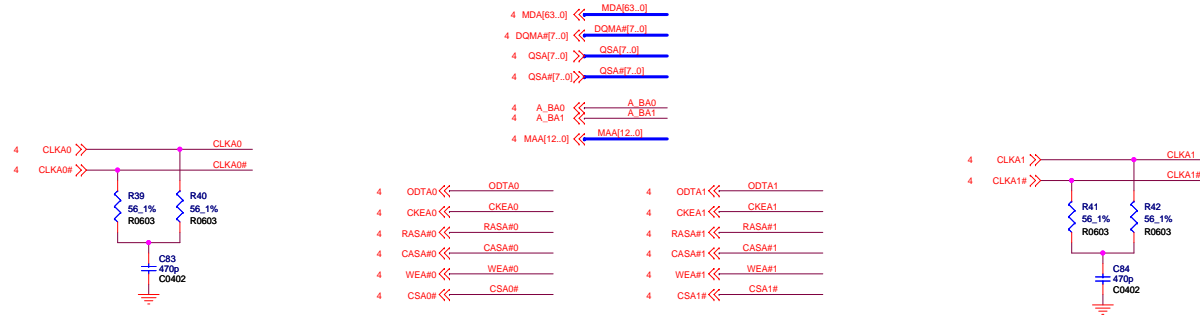 4 MDA[63..0] MDA[63..0]
4 DQMA#[7..0] DQMA#[7..0]
4 QSA[7..0] QSA[7..0]
4 QSA#[7..0] QSA#[7..0]
4 A_BA0 A_BA0
4 A_BA1 A_BA1
4 MAA[12..0] MAA[12..0]
4 CLKA0 CLKA0
4 CLKA0# CLKA0#
R39
56_1%
R0603
R40
56_1%
R0603
C83
470p
C0402
4 ODTA0 ODTA0
4 CKEA0 CKEA0
4 RASA#0 RASA#0
4 CASA#0 CASA#0
4 WEA#0 WEA#0
4 CSA0# CSA0#
4 ODTA1 ODTA1
4 CKEA1 CKEA1
4 RASA#1 RASA#1
4 CASA#1 CASA#1
4 WEA#1 WEA#1
4 CSA1# CSA1#
4 CLKA1 CLKA1
4 CLKA1# CLKA1#
R41
56_1%
R0603
R42
56_1%
R0603
C84
470p
C0402